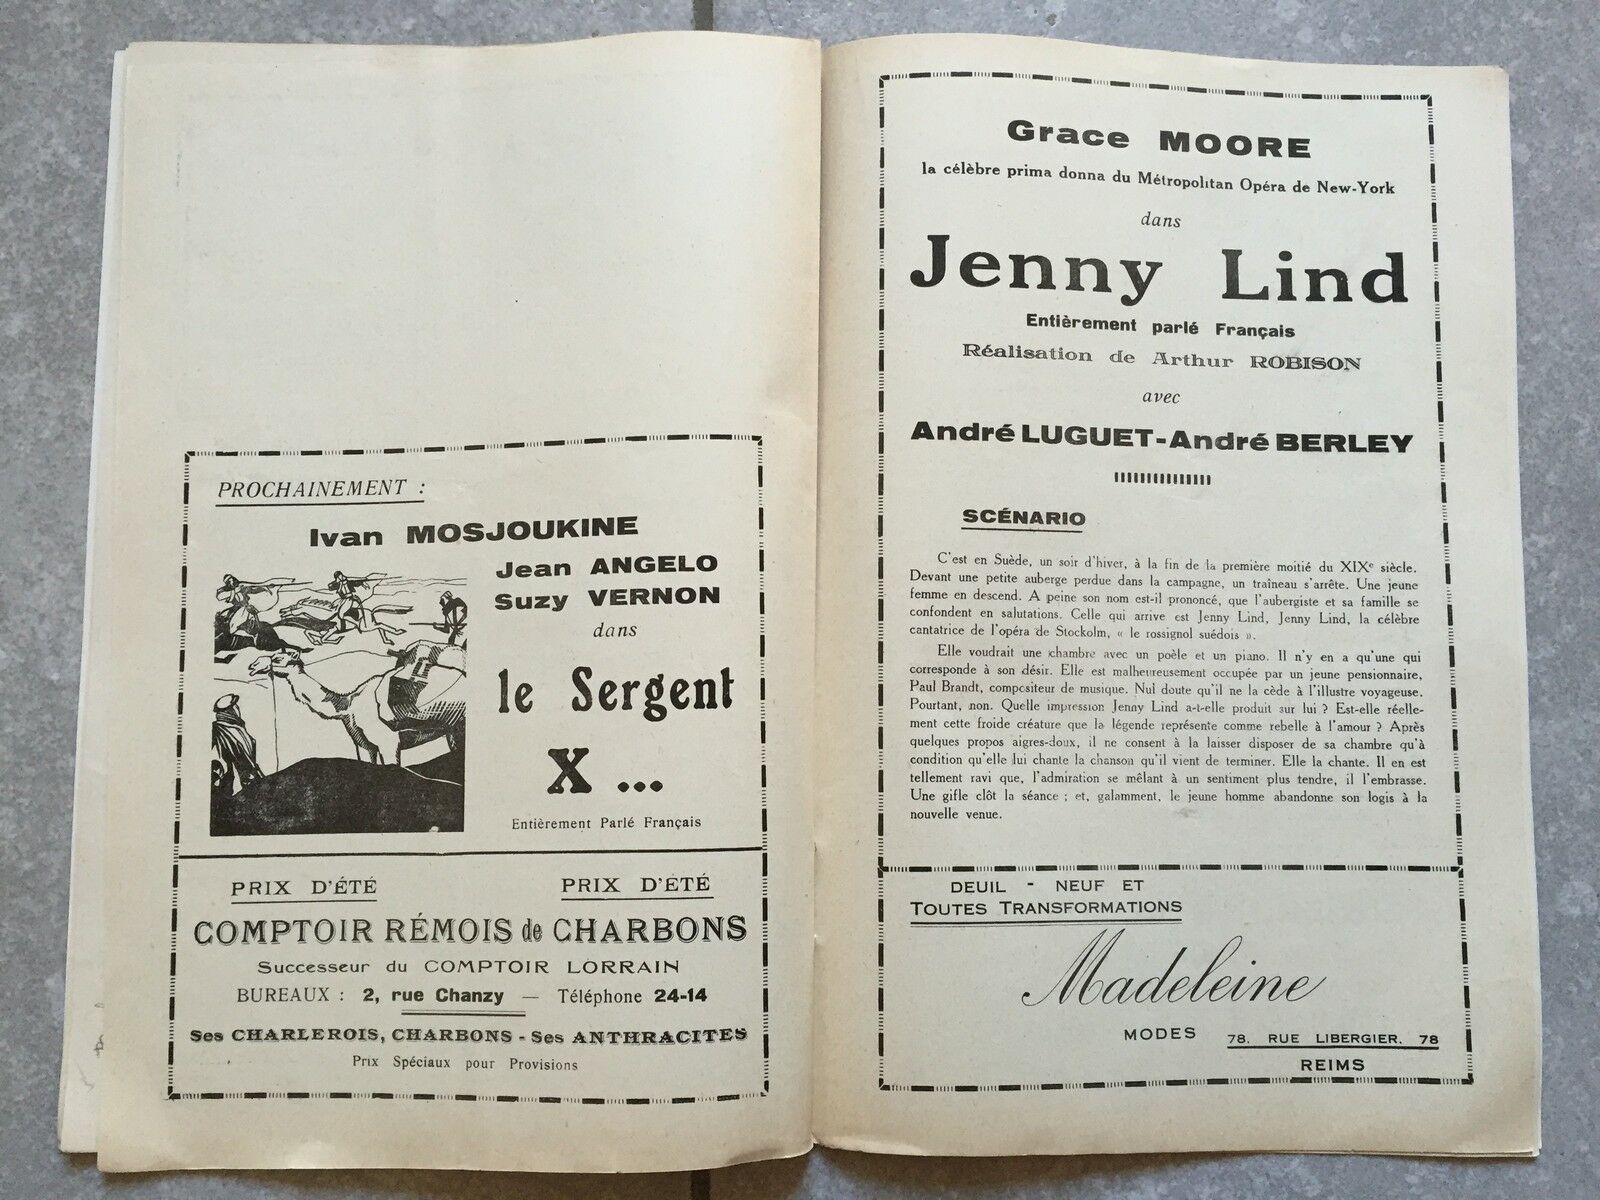 PROCHAINEMENT :
Ivan MOSJOUKINE
Jean ANGELO
Suzy VERNON
dans
le Sergent
X ...
Entièrement Parlé Français
PRIX D'ÉTÉ PRIX D'ÉTÉ
COMPTOIR RÉMOIS de CHARBONS
Successeur du COMPTOIR LORRAIN
BUREAUX : 2, rue Chanzy — Téléphone 24-14
Ses CHARLEROIS, CHARBONS - Ses ANTHRACITES
Prix Spéciaux pour Provisions
Grace MOORE
la célèbre prima donna du Métropolitan Opéra de New-York
dans
Jenny Lind
Entièrement parlé Français
Réalisation de Arthur ROBISON
avec
André LUGUET-André BERLEY
SCÉNARIO
C'est en Suède, un soir d'hiver, à la fin de la première moitié du XIXe siècle.
Devant une petite auberge perdue dans la campagne, un traîneau s'arrête. Une jeune
femme en descend. A peine son nom est-il prononcé, que l'aubergiste et sa famille se
confondent en salutations. Celle qui arrive est Jenny Lind, Jenny Lind, la célèbre
cantatrice de l'opéra de Stockolm, « le rossignol suédois ».
Elle voudrait une chambre avec un poèle et un piano. Il n'y en a qu'une qui
corresponde à son désir. Elle est malheureusement occupée par un jeune pensionnaire,
Paul Brandt, compositeur de musique. Nul doute qu'il ne la cède à l'illustre voyageuse.
Pourtant, non. Quelle impression Jenny Lind a-t-elle produit sur lui ? Est-elle réelle-
ment cette froide créature que la légende représente comme rebelle à l'amour ? Après
quelques propos aigres-doux, il ne consent à la laisser disposer de sa chambre qu'à
condition qu'elle lui chante la chanson qu'il vient de terminer. Elle la chante. Il en est
tellement ravi que, l'admiration se mêlant à un sentiment plus tendre, il l'embrasse.
Une gifle clôt la séance ; et, galamment, le jeune homme abandonne son logis à la
nouvelle venue.
DEUIL - NEUF ET
TOUTES TRANSFORMATIONS
Madeleine
MODES 78, RUE LIBERGIER, 78
REIMS